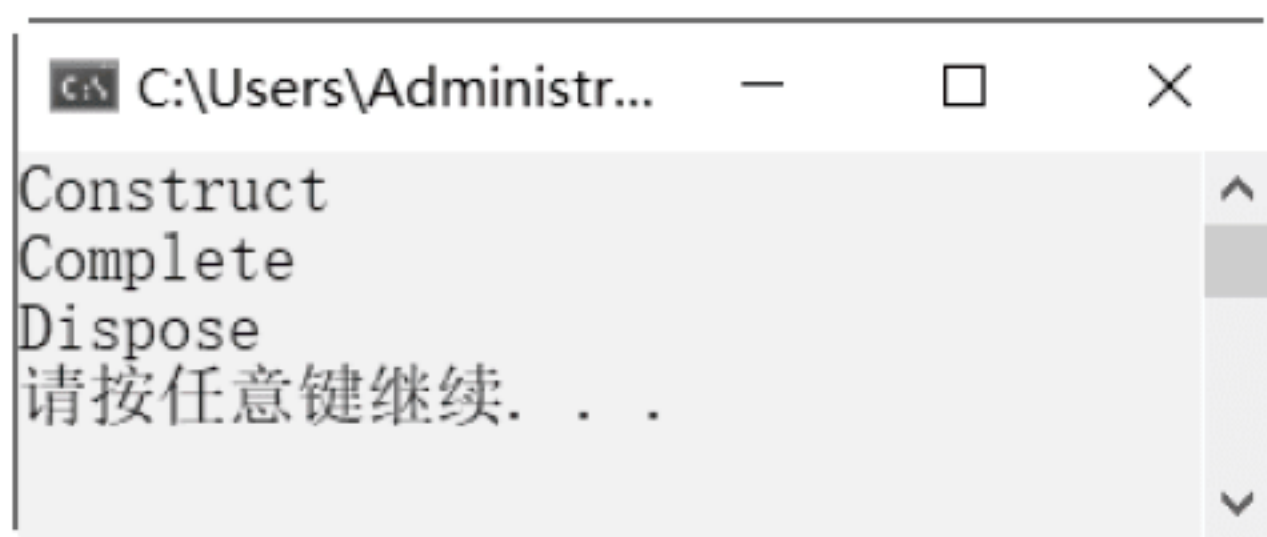 C:\Users\Administr...
Construct
Complete
Dispose
请按任意键继续. . .